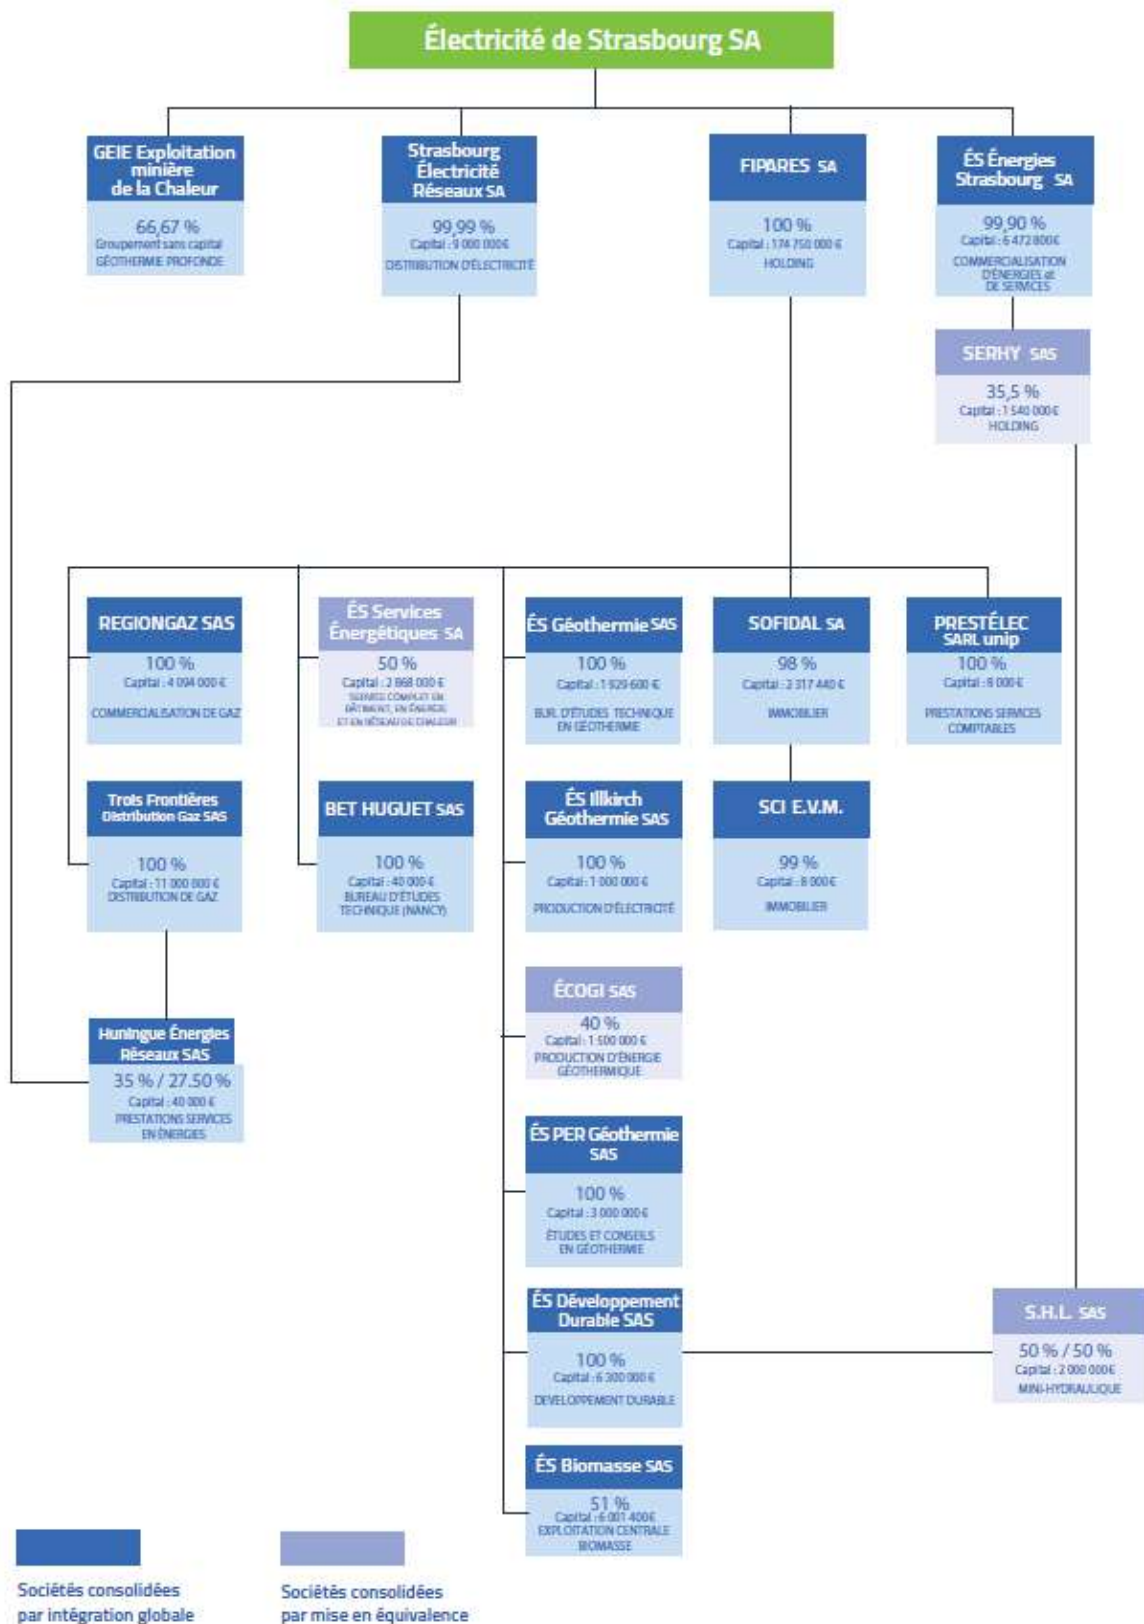 Électricité de Strasbourg SA
GEIE Exploitation
minière
de la Chaleur
66,67 %
Groupement sans capital
GÉOTHERMIE PROFONDE
Strasbourg
Électricité
Réseaux SA
99,99 %
Capital : 9 000 000 €
DISTRIBUTION D'ÉLECTRICITÉ
FIPARES SA
100 %
Capital : 174 750 000 €
HOLDING
ÉS Énergies
Strasbourg SA
99,90 %
Capital : 6 472 800€
COMMERCIALISATION
D'ÉNERGIES et
DE SERVICES
SERHY SAS
35,5 %
Capital : 1 540 000 €
HOLDING
REGIONGAZ SAS
100 %
Capital : 4 094 000 €
COMMERCIALISATION DE GAZ
ÉS Services
Énergétiques SA
50 %
Capital : 2 868 000 €
SERVICE COMPLET EN
BÂTIMENT, EN ÉNERGIE
ET EN RÉSEAU DE CHALEUR
ÉS Géothermie SAS
100 %
Capital : 1 929 600 €
BUR. D'ÉTUDES TECHNIQUE
EN GÉOTHERMIE
SOFIDAL SA
98 %
Capital : 2 317 440 €
IMMOBILIER
PRESTÉLEC
SARL unip
100 %
Capital : 8 000 €
PRESTATIONS SERVICES
COMPTABLES
Trois Frontières
Distribution Gaz SAS
100 %
Capital : 11 000 000 €
DISTRIBUTION DE GAZ
BET HUGUET SAS
100 %
Capital : 40 000 €
BUREAU D'ÉTUDES
TECHNIQUE (NANCY)
ÉS Illkirch
Géothermie SAS
100 %
Capital : 1 000 000 €
PRODUCTION D'ÉLECTRICITÉ
SCI E.V.M.
99 %
Capital : 8 000€
IMMOBILIER
ÉCOGI SAS
40 %
Capital : 1 500 000 €
PRODUCTION D'ÉNERGIE
GÉOTHERMIQUE
Huningue Énergies
Réseaux SAS
35 % / 27.50 %
Capital : 40 000 €
PRESTATIONS SERVICES
EN ÉNERGIES
ÉS PER Géothermie
SAS
100 %
Capital : 3 000 000 €
ÉTUDES ET CONSEILS
EN GÉOTHERMIE
ÉS Développement
Durable SAS
100 %
Capital : 6 300 000 €
DEVELOPPEMENT DURABLE
S.H.L. SAS
50 % / 50 %
Capital : 2 000 000€
MINI-HYDRAULIQUE
ÉS Biomasse SAS
51 %
Capital : 6 001 400€
EXPLOITATION CENTRALE
BIOMASSE
Sociétés consolidées
par intégration globale
Sociétés consolidées
par mise en équivalence